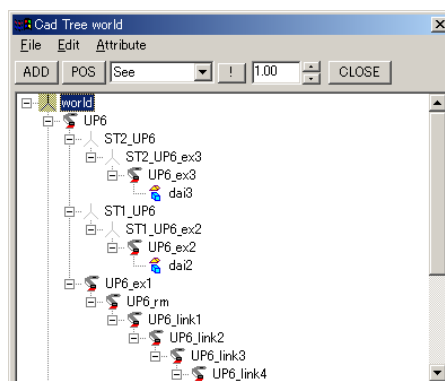 Cad Tree world
File Edit Attribute
ADD POS See ! 1.00 CLOSE
world
UP6
ST2_UP6
ST2_UP6_ex3
UP6_ex3
dai3
ST1_UP6
ST1_UP6_ex2
UP6_ex2
dai2
UP6_ex1
UP6_rm
UP6_link1
UP6_link2
UP6_link3
UP6_link4